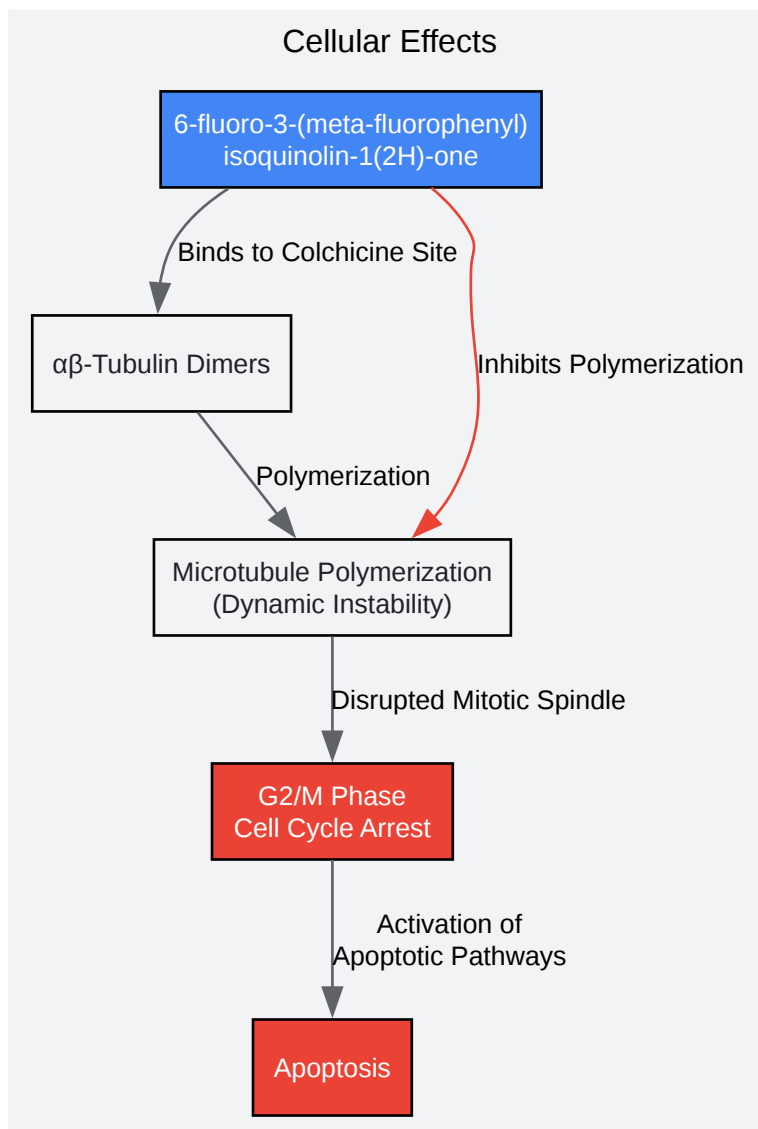 Cellular Effects
6-fluoro-3-(meta-fluorophenyl)
isoquinolin-1(2H)-one
Binds to Colchicine Site
αβ-Tubulin Dimers
Inhibits Polymerization
Polymerization
Microtubule Polymerization
(Dynamic Instability)
Disrupted Mitotic Spindle
G2/M Phase
Cell Cycle Arrest
Activation of
Apoptotic Pathways
Apoptosis